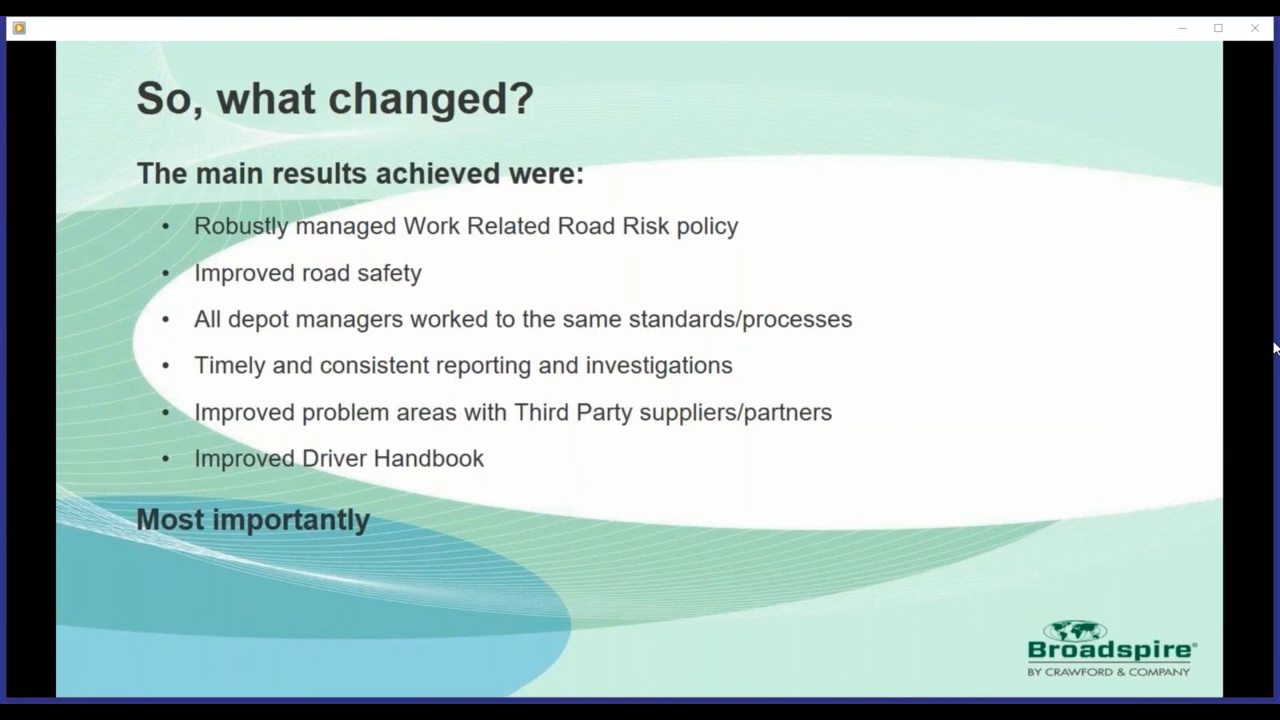 So, what changed?
The main results achieved were:
• Robustly managed Work Related Road Risk policy
• Improved road safety
• All depot managers worked to the same standards/processes
• Timely and consistent reporting and investigations
• Improved problem areas with Third Party suppliers/partners
• Improved Driver Handbook
Most importantly
Broadspire®
BY CRAWFORD & COMPANY